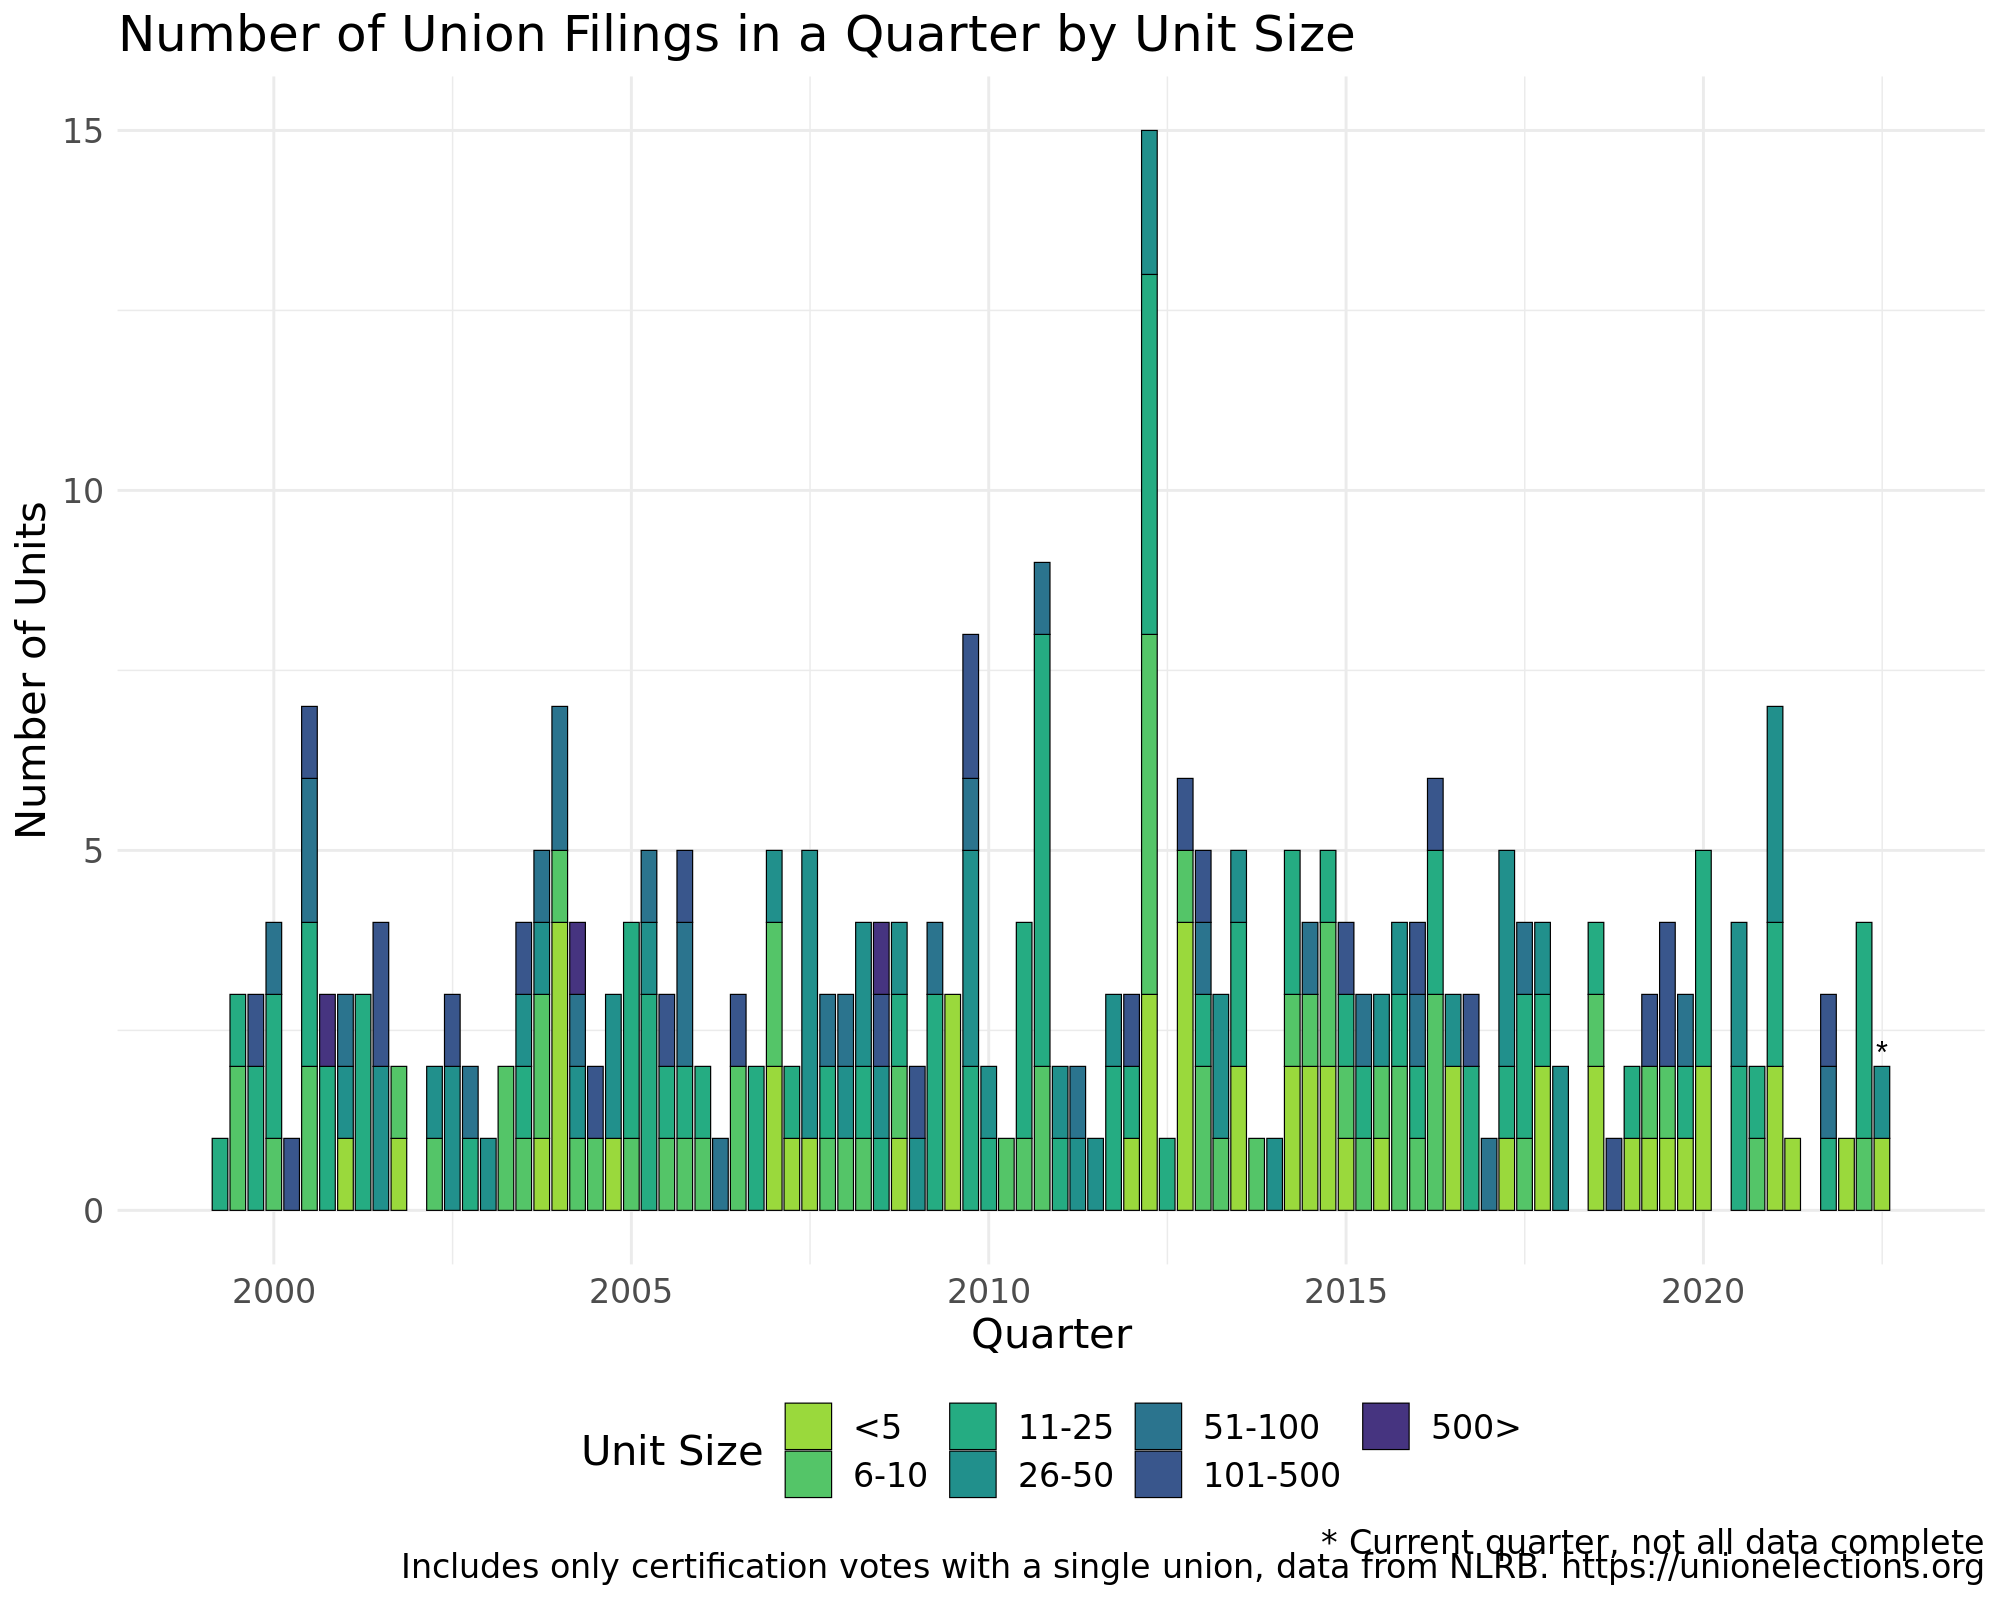 Number of Union Filings in a Quarter by Unit Size
Number of Units
15
10
5
0
*
2000 2005 2010 2015 2020
Quarter
Unit Size
<5 11-25 51-100 500>
6-10 26-50 101-500
* Current quarter, not all data complete
Includes only certification votes with a single union, data from NLRB. https://unionelections.org